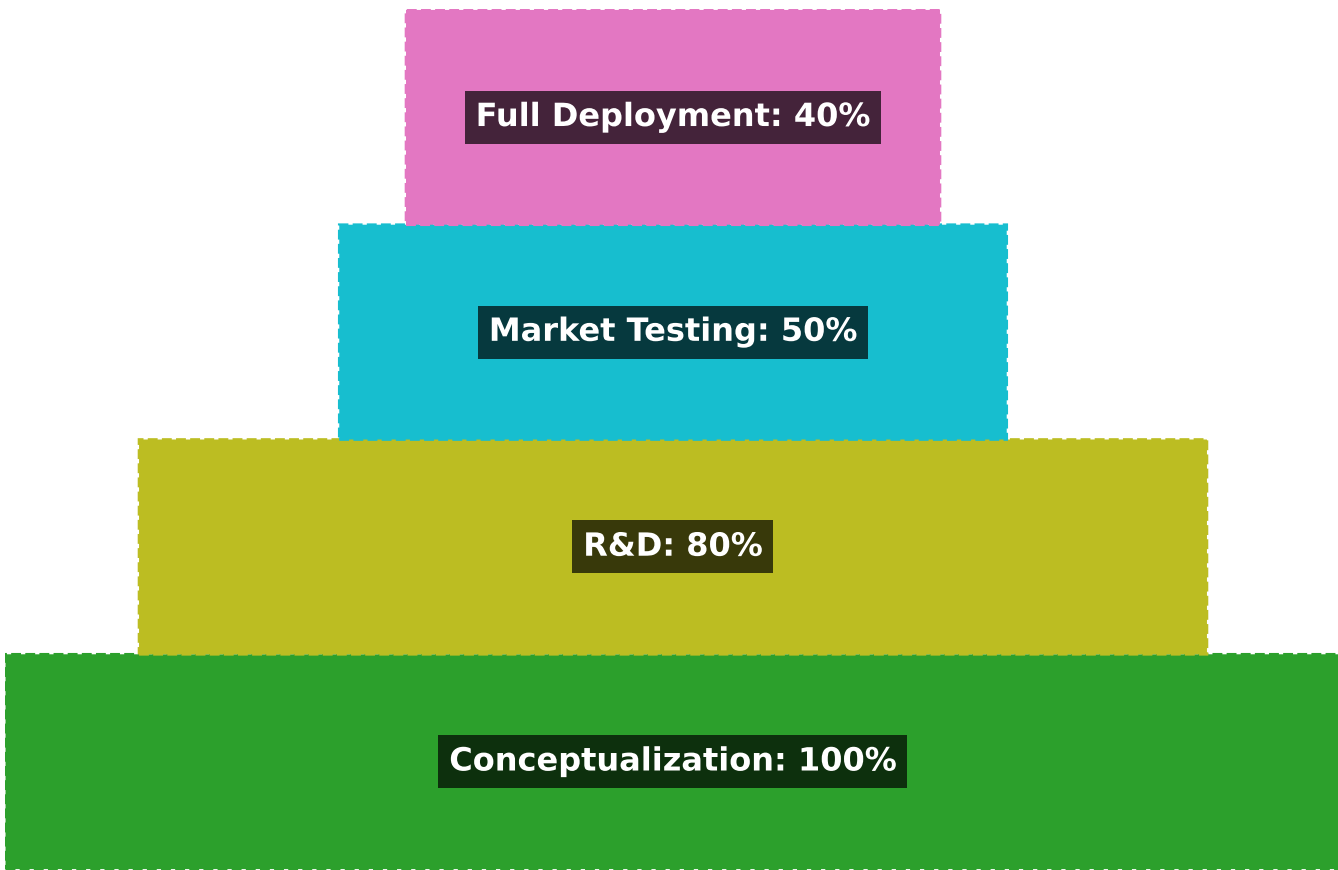 Full Deployment: 40%
Market Testing: 50%
R&D: 80%
Conceptualization: 100%